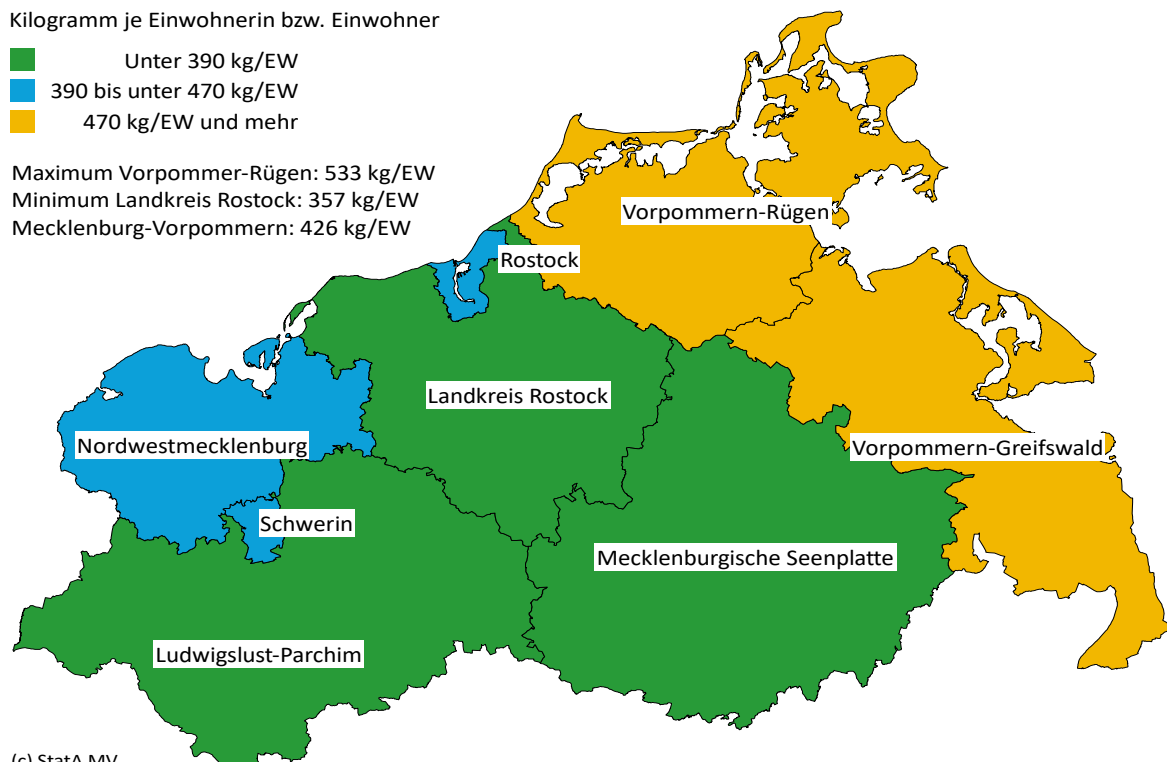 Kilogramm je Einwohnerin bzw. Einwohner
Unter 390 kg/EW
390 bis unter 470 kg/EW
470 kg/EW und mehr
Maximum Vorpommer-Rügen: 533 kg/EW
Minimum Landkreis Rostock: 357 kg/EW
Mecklenburg-Vorpommern: 426 kg/EW
Vorpommern-Rügen
Rostock
Landkreis Rostock
Nordwestmecklenburg
Vorpommern-Greifswald
Schwerin
Mecklenburgische Seenplatte
Ludwigslust-Parchim
(c) StatA MV